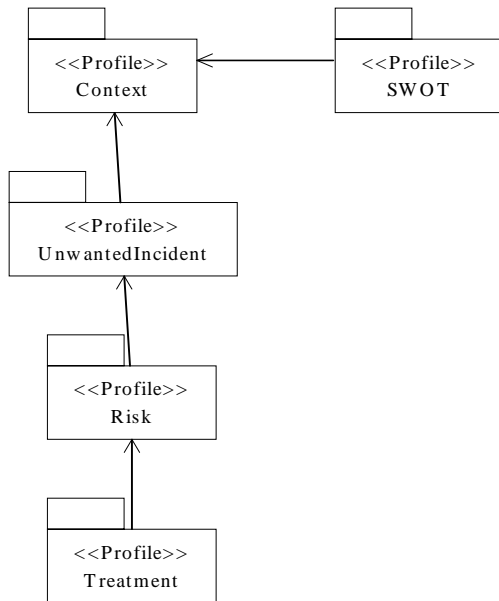 <<Profile>>
Context
<<Profile>>
SWOT
<<Profile>>
UnwantedIncident
<<Profile>>
Risk
<<Profile>>
Treatment